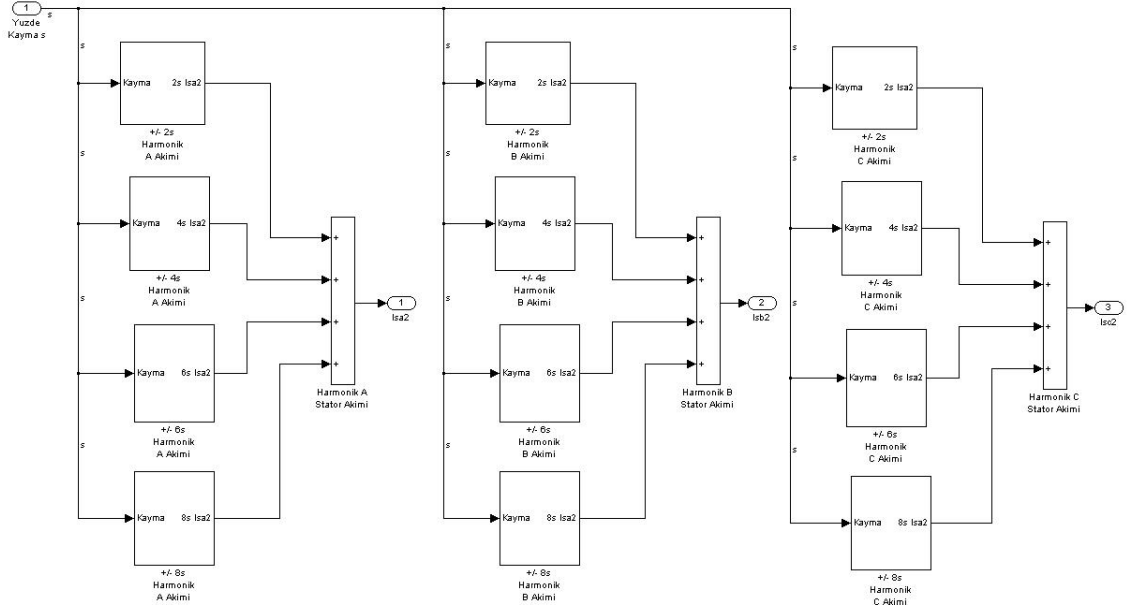 1
s
Yuzde
Kayma s
s
s
s
Kayma 2s Isa2
Kayma 2s Isa2
Kayma 2s Isa2
+/- 2s
Harmonik
A Akimi
+/- 2s
Harmonik
B Akimi
+/- 2s
Harmonik
C Akimi
s
s
s
Kayma 4s Isa2
Kayma 4s Isa2
Kayma 4s Isa2
+/- 4s
Harmonik
A Akimi
+/- 4s
Harmonik
B Akimi
+/- 4s
Harmonik
C Akimi
+
+
+
+
+
+
+
+
+
+
+
+
1
Isa2
2
Isb2
3
Isc2
s
s
s
Kayma 6s Isa2
Kayma 6s Isa2
Kayma 6s Isa2
Harmonik A
Stator Akimi
Harmonik B
Stator Akimi
Harmonik C
Stator Akimi
+/- 6s
Harmonik
A Akimi
+/- 6s
Harmonik
B Akimi
+/- 6s
Harmonik
C Akimi
s
s
s
Kayma 8s Isa2
Kayma 8s Isa2
Kayma 8s Isa2
+/- 8s
Harmonik
A Akimi
+/- 8s
Harmonik
B Akimi
+/- 8s
Harmonik
C Akimi